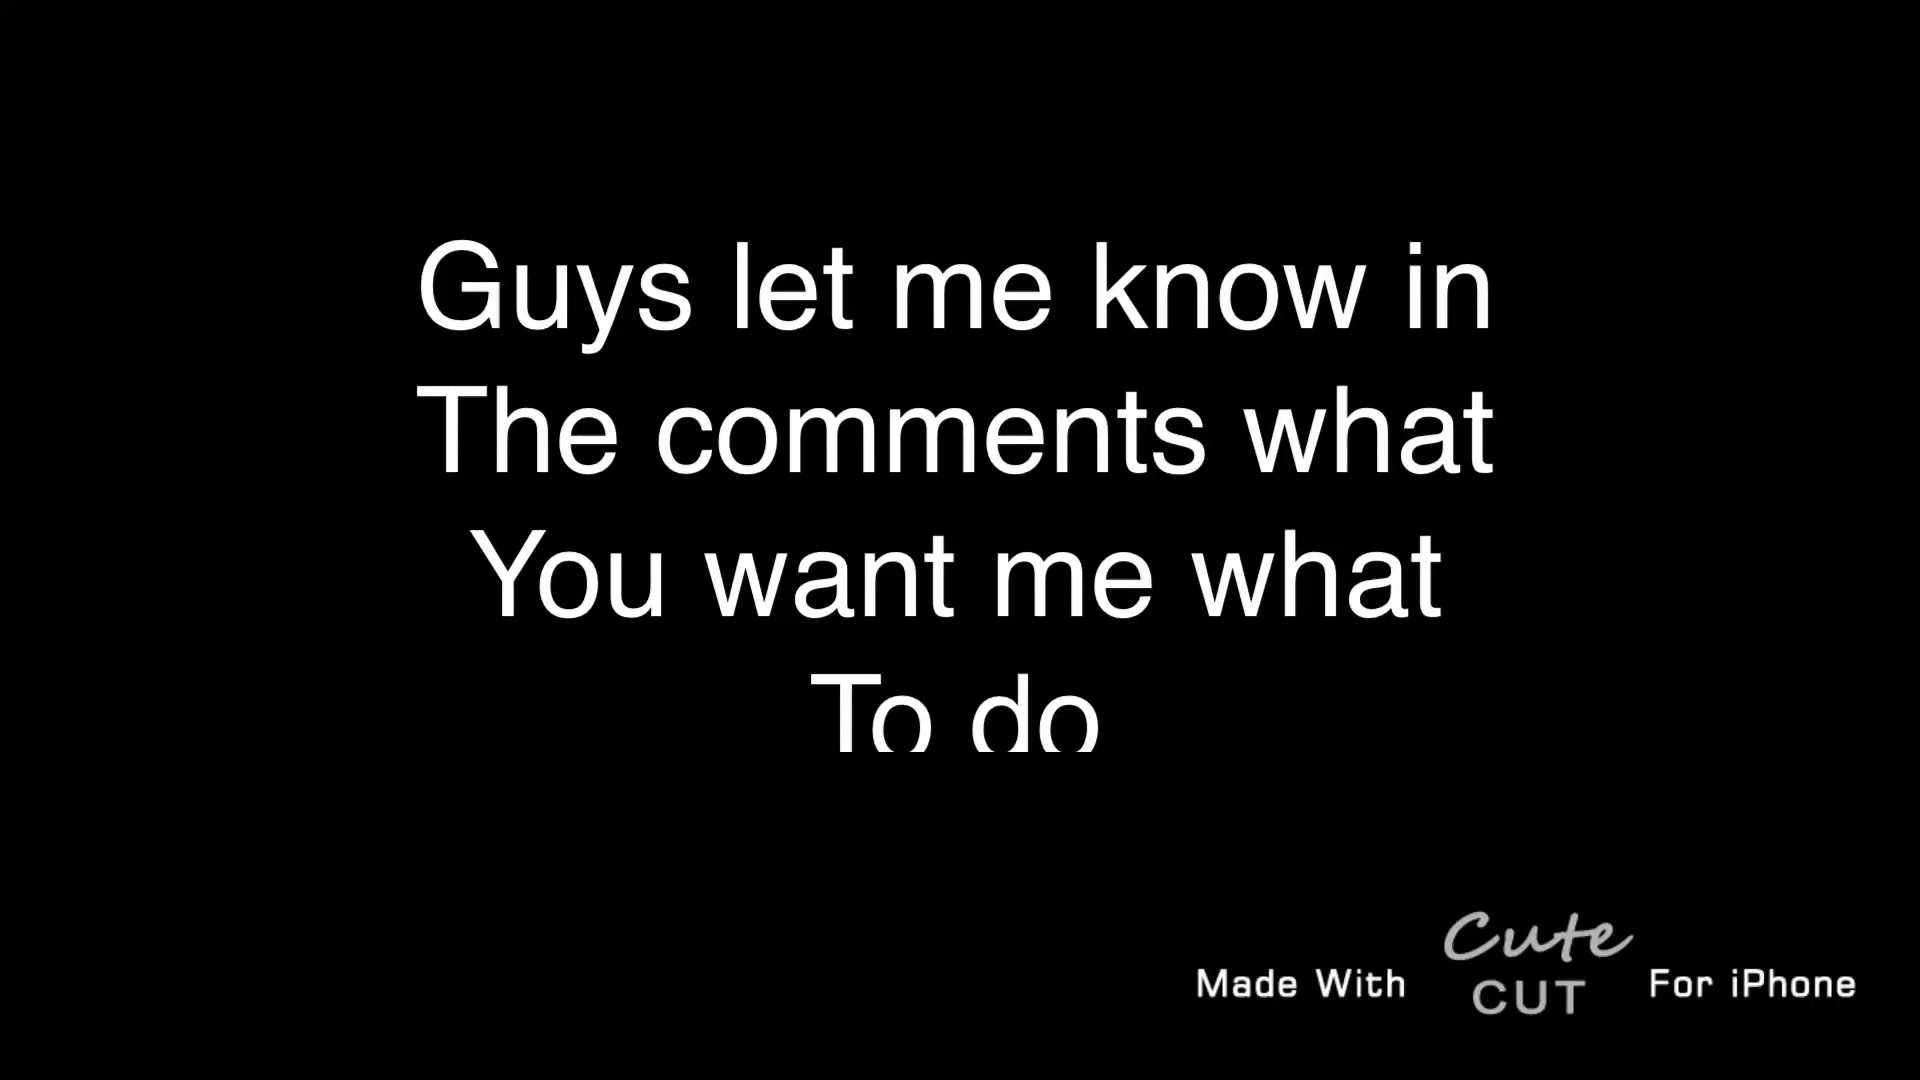 Guys let me know in
The comments what
You want me what
To do
Made With Cute CUT For iPhone